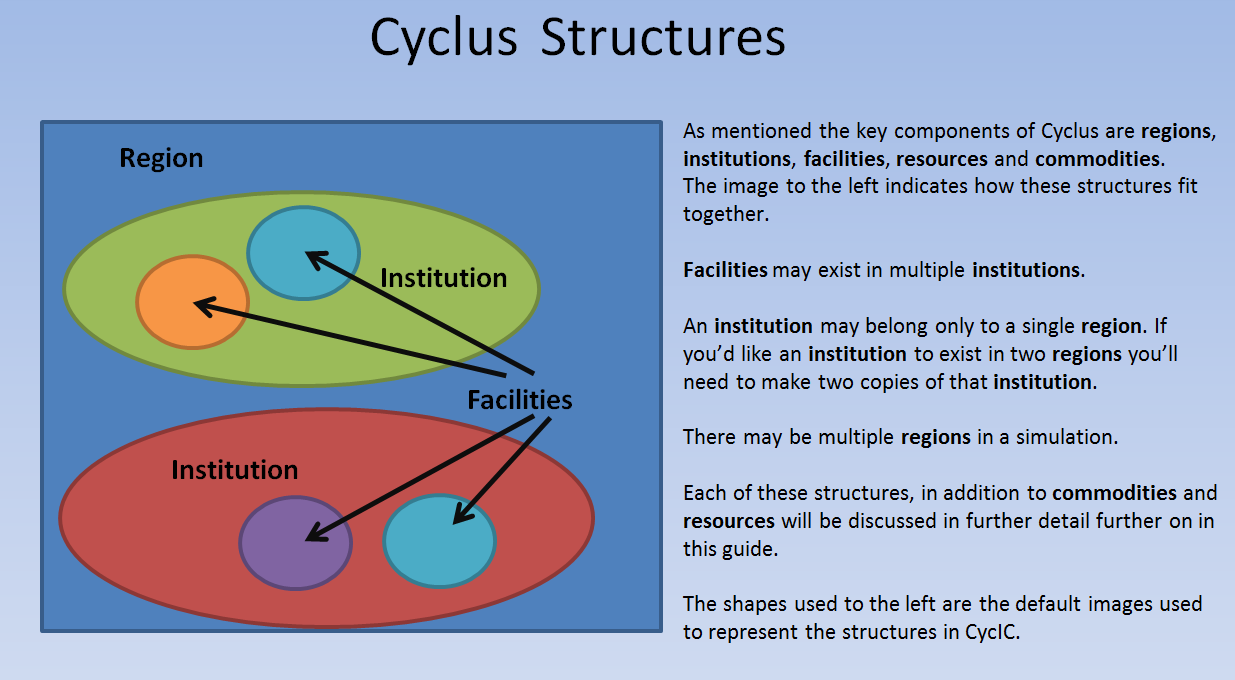 Cyclus Structures
Region
Institution
Facilities
Institution
As mentioned the key components of Cyclus are regions,
institutions, facilities, resources and commodities.
The image to the left indicates how these structures fit
together.
Facilities may exist in multiple institutions.
An institution may belong only to a single region. If
you’d like an institution to exist in two regions you’ll
need to make two copies of that institution.
There may be multiple regions in a simulation.
Each of these structures, in addition to commodities and
resources will be discussed in further detail further on in
this guide.
The shapes used to the left are the default images used
to represent the structures in CycIC.